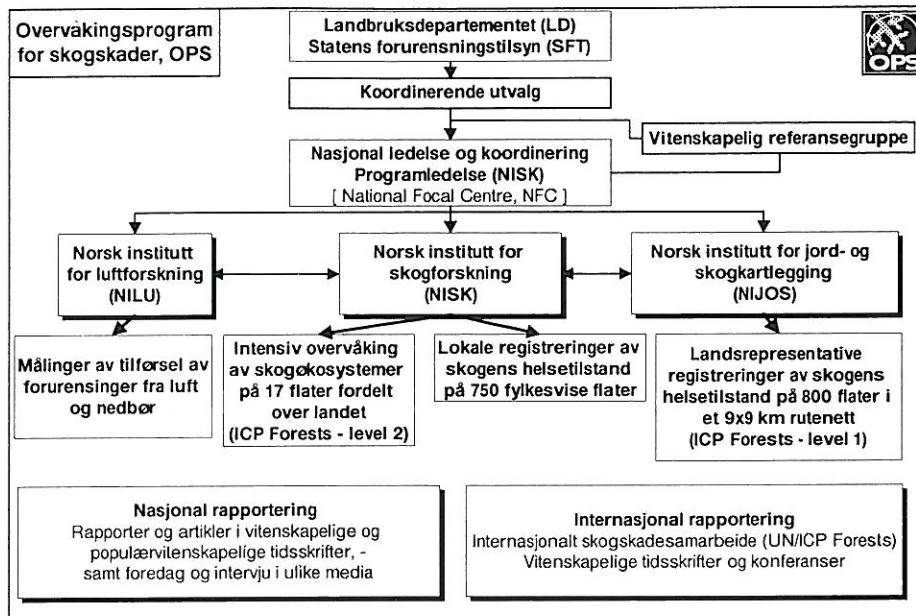 Overvåkingsprogram
for skogskader, OPS
Landbruksdepartementet (LD)
Statens forurensningstilsyn (SFT)
OPS
Koordinerende utvalg
Vitenskapelig referansegruppe
Nasjonal ledelse og koordinering
Programledelse (NISK)
[ National Focal Centre, NFC ]
Norsk institutt
for luftforskning
(NILU)
Norsk institutt for
skogforskning
(NISK)
Norsk institutt for jord- og
skogkartlegging
(NIJOS)
Målinger av tilførsel av
forurensinger fra luft
og nedbør
Intensiv overvåking
av skogøkosystemer
på 17 flater fordelt
over landet
(ICP Forests - level 2)
Lokale registreringer av
skogens helsetilstand
på 750 fylkesvise flater
Landsrepresentative
registreringer av skogens
helsetilstand på 800 flater i
et 9x9 km rutenett
(ICP Forests - level 1)
Nasjonal rapportering
Rapporter og artikler i vitenskapelige og
populærvitenskapelige tidsskrifter, -
samt foredag og intervju i ulike media
Internasjonal rapportering
Internasjonalt skogskadesamarbeide (UN/ICP Forests)
Vitenskapelige tidsskrifter og konferanser